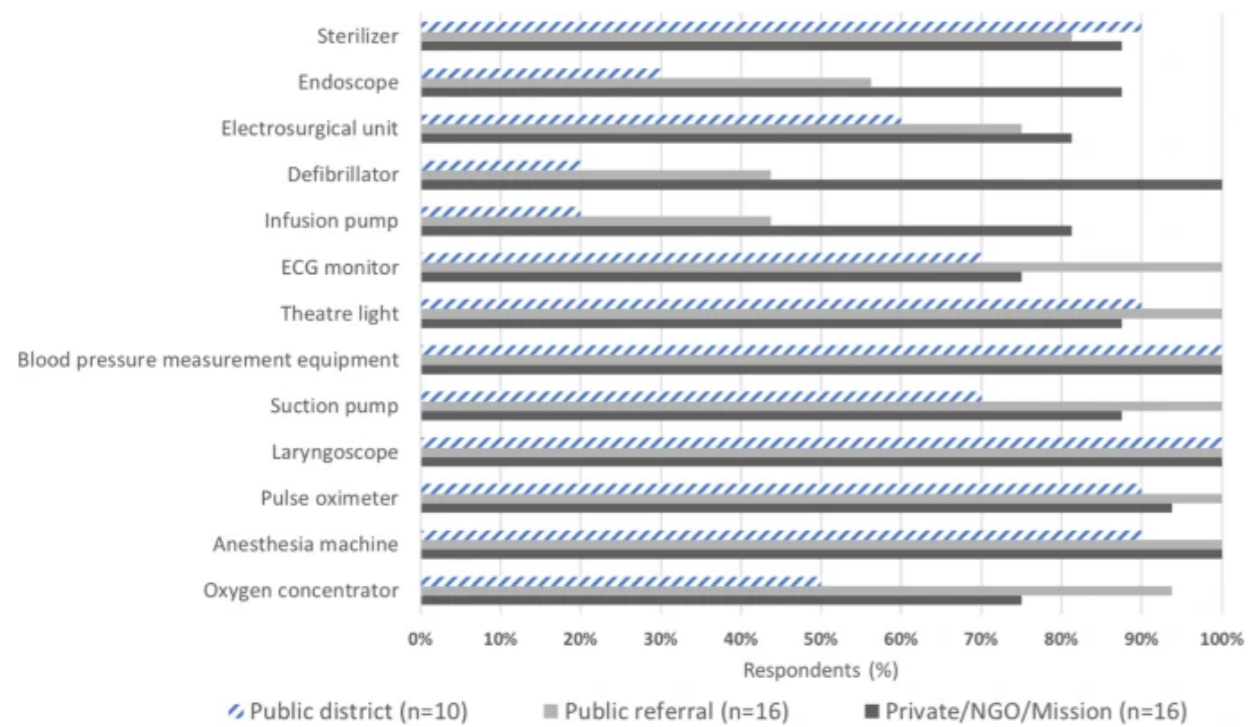 Sterilizer
Endoscope
Electrosurgical unit
Defibrillator
Infusion pump
ECG monitor
Theatre light
Blood pressure measurement equipment
Suction pump
Laryngoscope
Pulse oximeter
Anesthesia machine
Oxygen concentrator
0% 10% 20% 30% 40% 50% 60% 70% 80% 90% 100%
Respondents (%)
Public district (n=10) Public referral (n=16) Private/NGO/Mission (n=16)